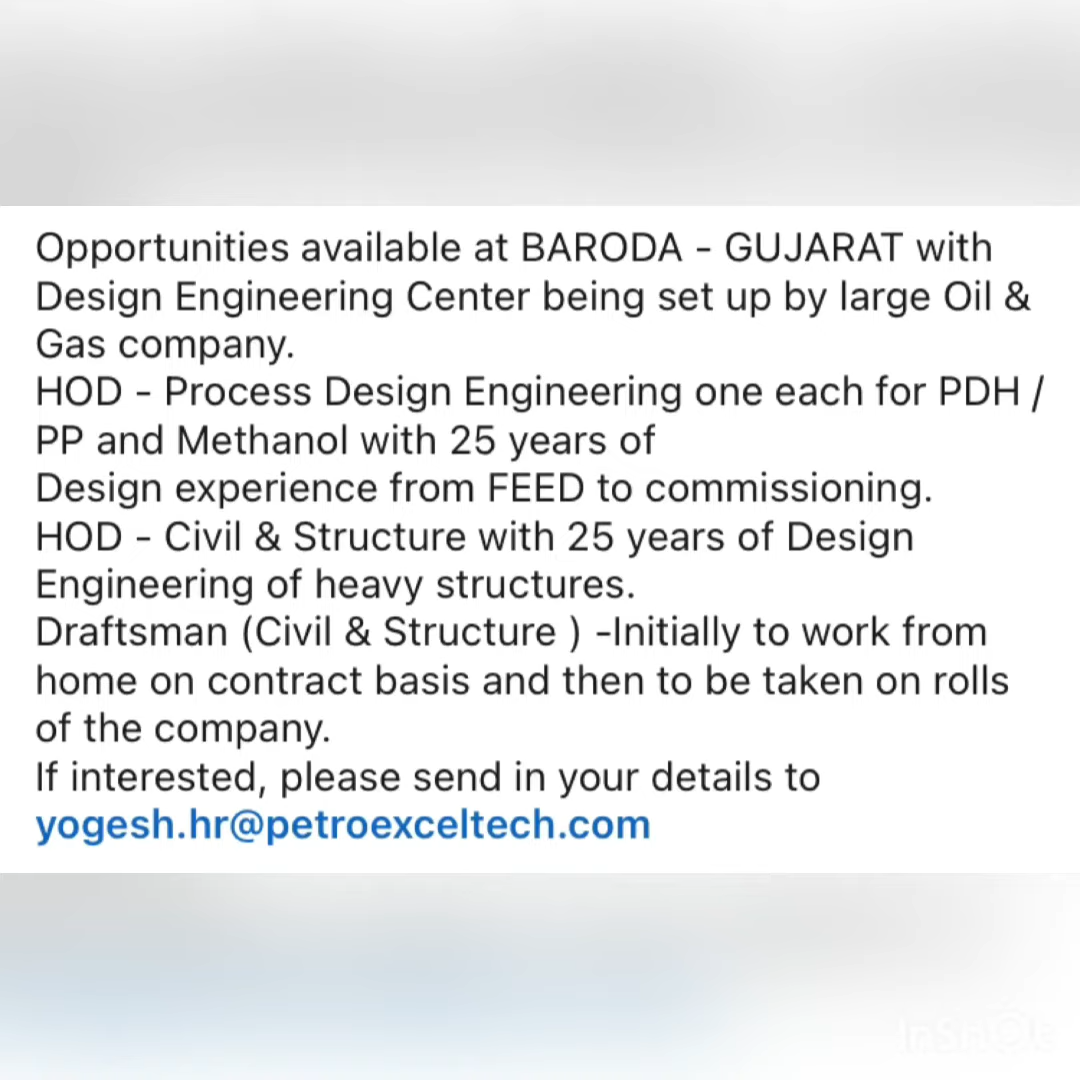 Opportunities available at BARODA - GUJARAT with
Design Engineering Center being set up by large Oil &
Gas company.
HOD - Process Design Engineering one each for PDH /
PP and Methanol with 25 years of
Design experience from FEED to commissioning.
HOD - Civil & Structure with 25 years of Design
Engineering of heavy structures.
Draftsman (Civil & Structure ) -Initially to work from
home on contract basis and then to be taken on rolls
of the company.
If interested, please send in your details to
yogesh.hr@petroexceltech.com